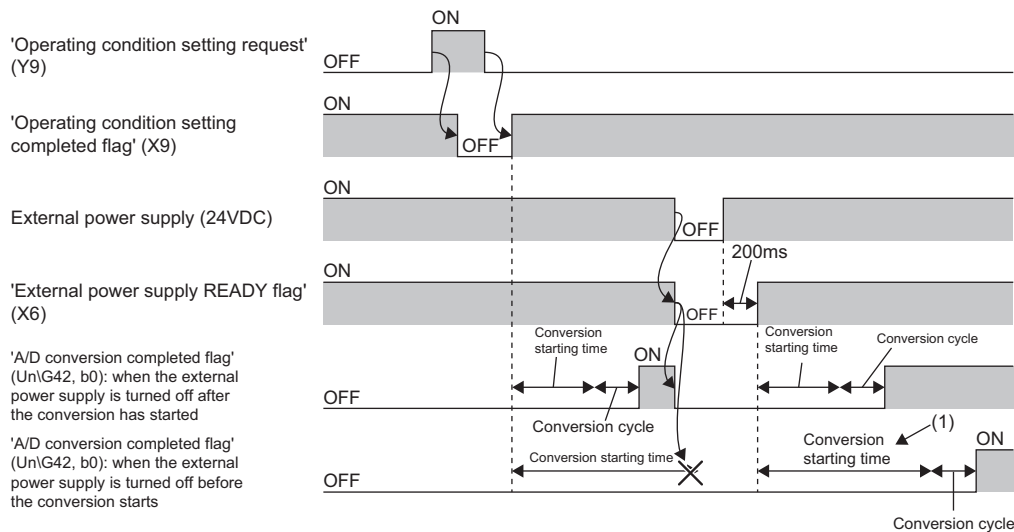 ON
'Operating condition setting request'
(Y9)
OFF
ON
'Operating condition setting
completed flag' (X9)
OFF
ON
External power supply (24VDC)
OFF
200ms
ON
'External power supply READY flag'
(X6)
OFF
Conversion
starting time
ON
Conversion
starting time
Conversion cycle
'A/D conversion completed flag'
(Un\G42, b0): when the external
power supply is turned off after
the conversion has started
OFF
Conversion cycle
'A/D conversion completed flag'
(Un\G42, b0): when the external
power supply is turned off before
the conversion starts
OFF
Conversion starting time
Conversion
starting time
(1)
ON
Conversion cycle